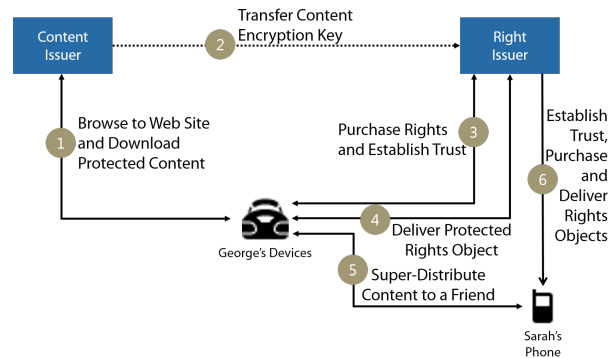 Content
Issuer
2
Transfer Content
Encryption Key
Right
Issuer
1
Browse to Web Site
and Download
Protected Content
Purchase Rights
and Establish Trust
3
Establish
Trust,
Purchase
and
Deliver
Rights
Objects
6
4
Deliver Protected
Rights Object
George's Devices
5
Super-Distribute
Content to a Friend
Sarah's
Phone